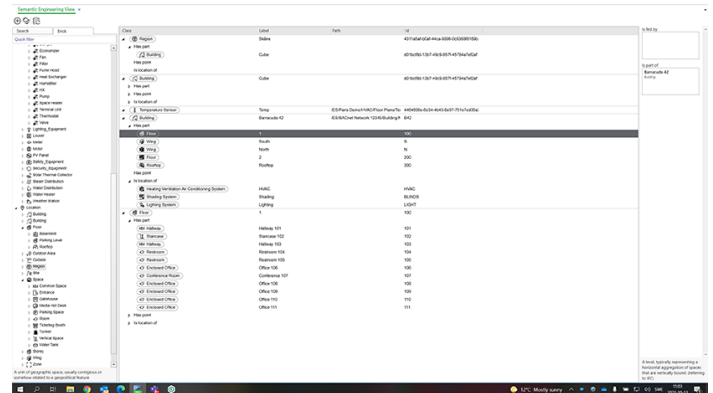 Semantic Engineering View ×
Search
Brick
Quick filter
Economizer
Fan
Filter
Fume Hood
Heat Exchanger
Humidifier
HX
Pump
Space Heater
Terminal Unit
Thermostat
Valve
Lighting_Equipment
Louver
Meter
Motor
PV Panel
Safety_Equipment
Security_Equipment
Solar Thermal Collector
Steam Distribution
Water Distribution
Water Heater
Weather Station
Location
Building
Building
Floor
Basement
Parking Level
Rooftop
Outdoor Area
Outside
Region
Site
Space
Common Space
Entrance
Gatehouse
Media Hot Desk
Parking Space
Room
Ticketing Booth
Tunnel
Vertical Space
Water Tank
Storey
Wing
Zone
A unit of geographic space, usually contigious or
somehow related to a geopolitical feature
Class Label Path Id
Region Skåne
Has part
Building Cube
Has point
Is location of
Building Cube
Has part
Has point
Is location of
Temperature Sensor Temp
Building Barracuda 42 B42
Has part
Floor 1 100
Wing South S
Wing North N
Floor 2 200
Rooftop Rooftop 300
Has point
Is location of
Heating Ventilation Air Conditioning System HVAC HVAC
Shading System Shading BLINDS
Lighting System Lighting LIGHT
Floor 1 100
Has part
Hallway Hallway 101 101
Staircase Staircase 102 102
Hallway Hallway 103 103
Restroom Restroom 104 104
Restroom Restroom 105 105
Enclosed Office Office 106 106
Conference Room Conference 107 107
Enclosed Office Office 108 108
Enclosed Office Office 109 109
Enclosed Office Office 110 110
Enclosed Office Office 111 111
Has point
Is location of
Is fed by
Is part of
Barracuda 42
Building
A level, typically representing a
horizontal aggregation of spaces
that are vertically bound. (referring
to IFC)
12°C Mostly sunny
SWE
11:03